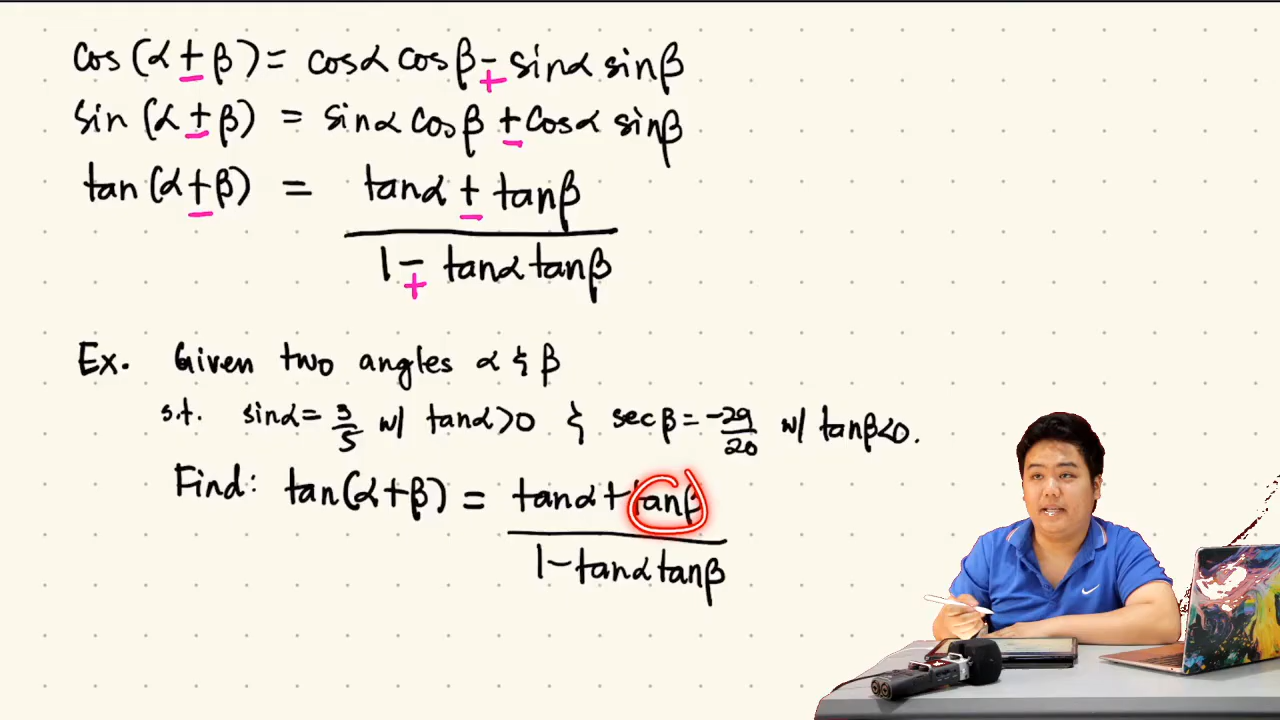 cos (α ± β) = cosα cosβ ∓ sinα sinβ
sin (α ± β) = sinα cosβ ± cosα sinβ
tan (α ± β) = tanα ± tanβ
1 ∓ tanα tanβ
Ex. Given two angles α & β
s.t. sinα = 3/5 w/ tanα>0 & secβ = -29/20 w/ tanβ<0.
Find: tan(α+β) = tanα + tanβ
1 - tanα tanβ